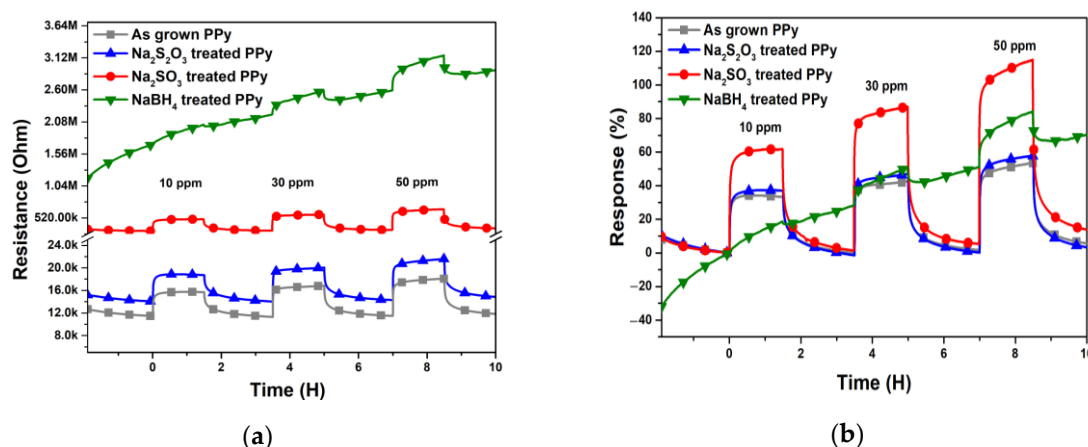 3.64M
3.12M
2.60M
2.08M
1.56M
1.04M
520.00k
24.0k
20.0k
16.0k
12.0k
8.0k
Resistance (Ohm)
As grown PPy
Na₂S₂O₃ treated PPy
Na₂SO₃ treated PPy
NaBH₄ treated PPy
10 ppm
30 ppm
50 ppm
0 2 4 6 8 10
Time (H)
(a)
140
120
100
80
60
40
20
0
−20
−40
Response (%)
As grown PPy
Na₂S₂O₃ treated PPy
Na₂SO₃ treated PPy
NaBH₄ treated PPy
10 ppm
30 ppm
50 ppm
0 2 4 6 8 10
Time (H)
(b)